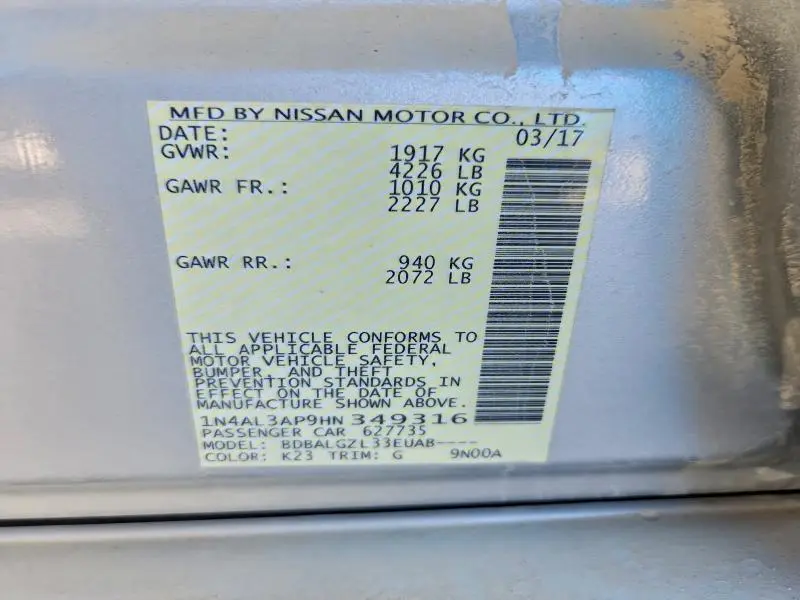 MFD BY NISSAN MOTOR CO., LTD.
DATE: 03/17
GVWR: 1917 KG
4226 LB
GAWR FR.: 1010 KG
2227 LB
GAWR RR.: 940 KG
2072 LB
THIS VEHICLE CONFORMS TO
ALL APPLICABLE FEDERAL
MOTOR VEHICLE SAFETY,
BUMPER, AND THEFT
PREVENTION STANDARDS IN
EFFECT ON THE DATE OF
MANUFACTURE SHOWN ABOVE.
1N4AL3AP9HN 349316
PASSENGER CAR 627735
MODEL: BDBALGZL33EUAB----
COLOR: K23 TRIM: G 9N00A